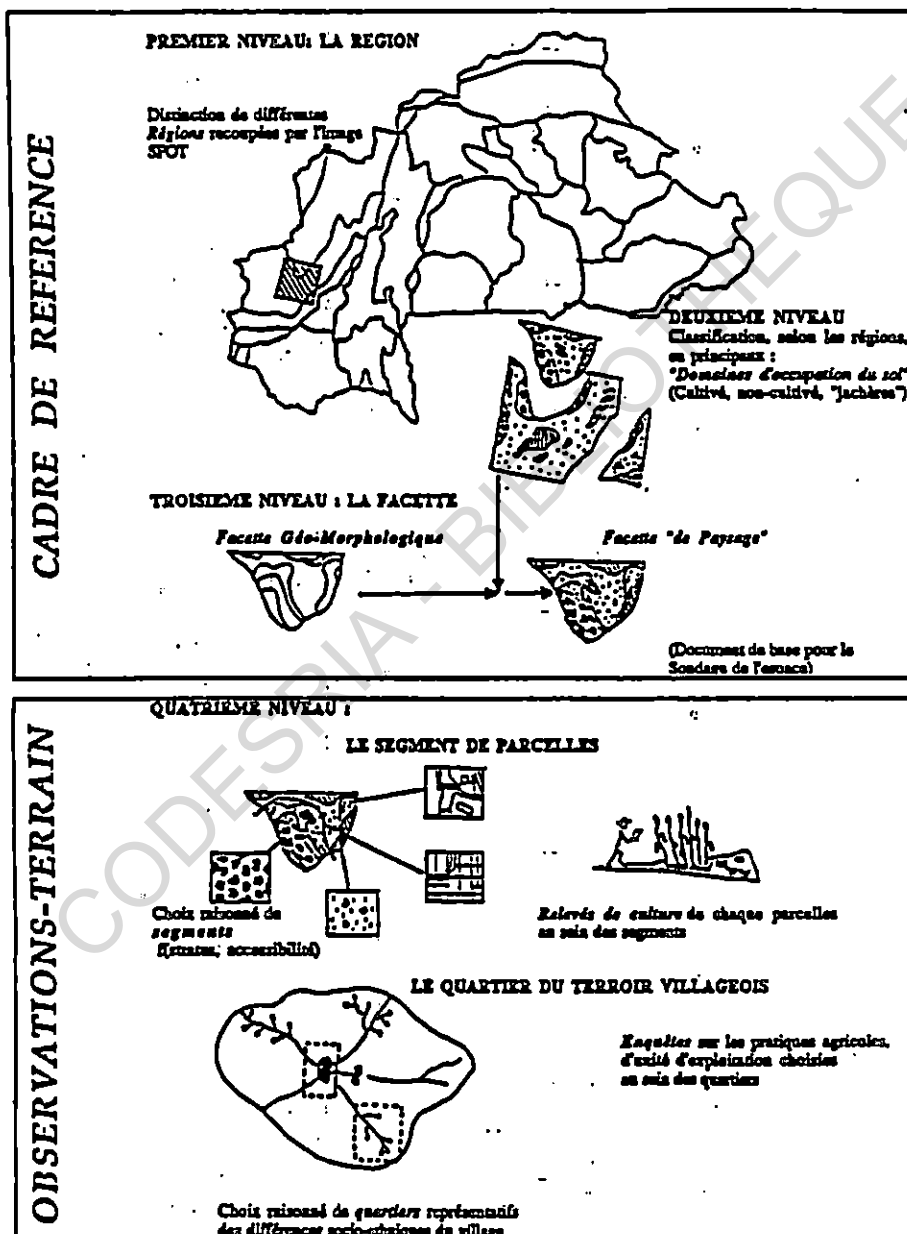 CADRE DE REFERENCE
PREMIER NIVEAU: LA REGION
Distinction de différentes
Régions recoupées par l'image
SPOT
DEUXIEME NIVEAU
Classification, selon les régions,
en principaux :
"Domaines d'occupation du sol"
(Cultivé, non-cultivé, "jachères")
TROISIEME NIVEAU : LA FACETTE
Facette Géo-Morphologique
Facette "de Paysage"
(Document de base pour le
Sondage de l'espace)
OBSERVATIONS-TERRAIN
QUATRIEME NIVEAU :
LE SEGMENT DE PARCELLES
Choix raisonné de
segments
(strates; accessibilité)
Relevés de culture de chaque parcelles
au sein des segments
LE QUARTIER DU TERROIR VILLAGEOIS
Enquêtes sur les pratiques agricoles,
d'unité d'exploitation choisies
au sein des quartiers
Choix raisonné de quartiers représentatifs
des différences socio-ethniques du village
CODESRIA - BIBLIOTHEQUE